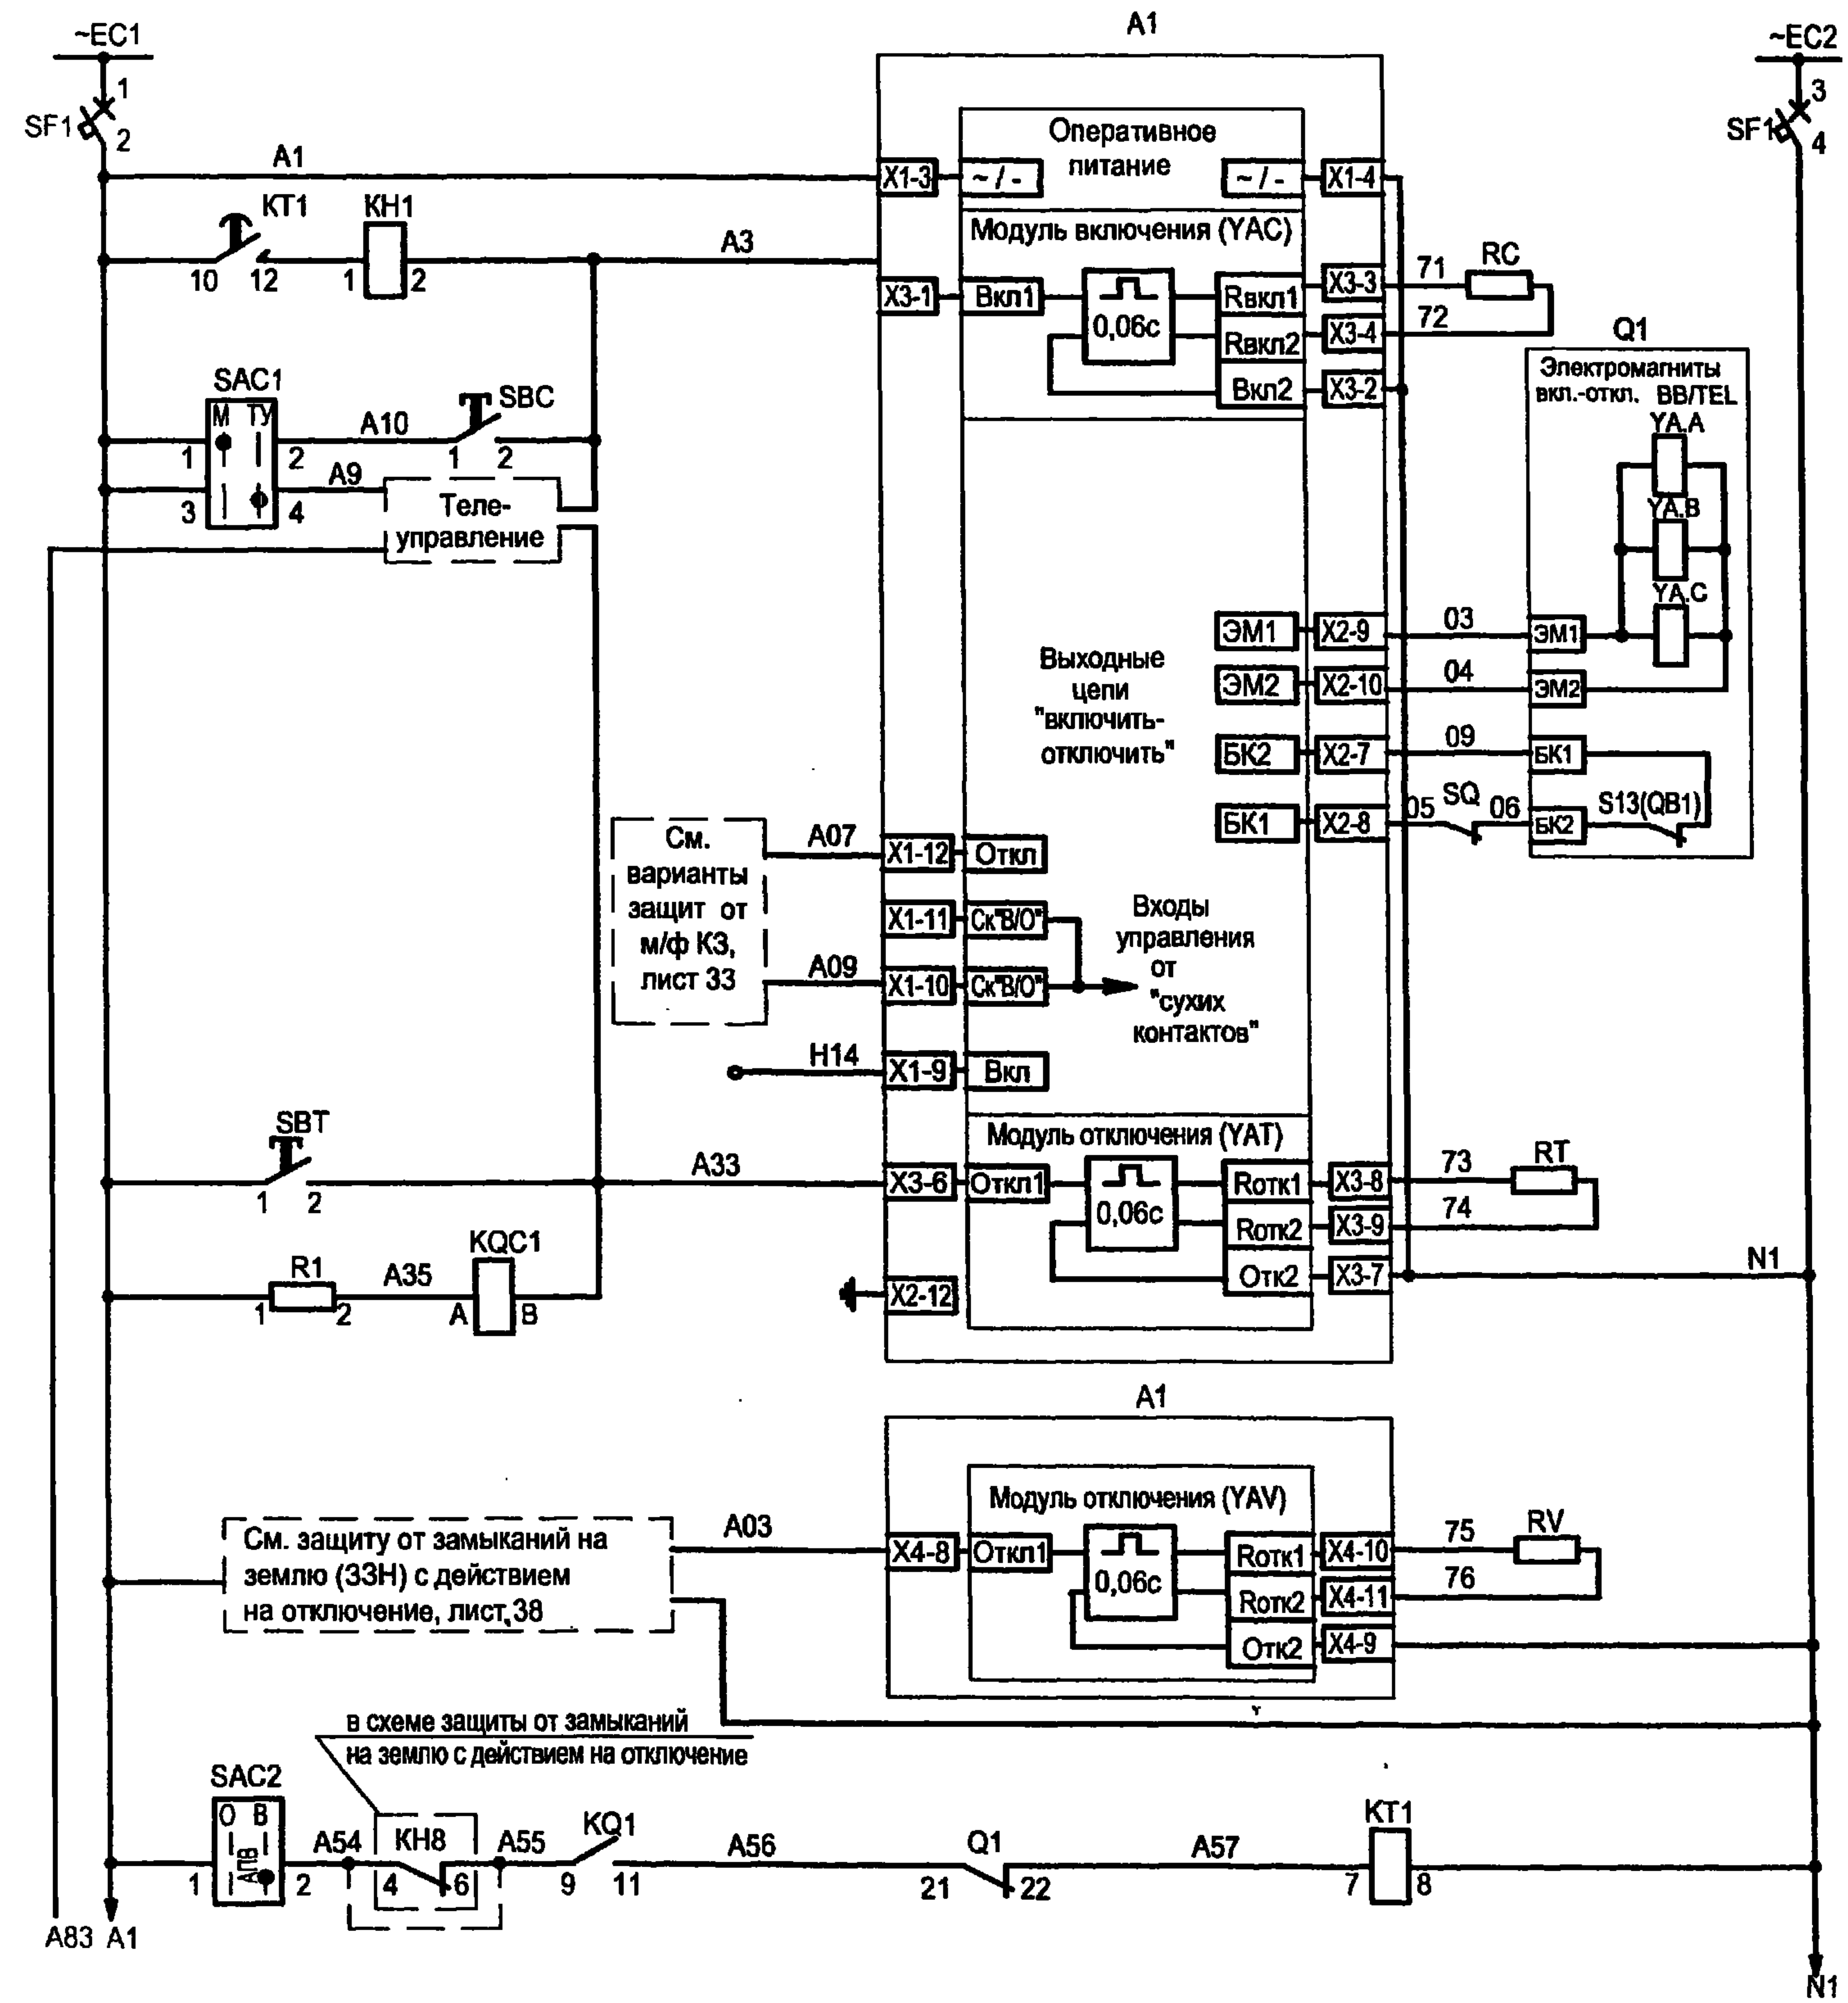 ~EC1
A1
~EC2
1
SF1
2
3
SF1
4
A1
Оперативное
питание
X1-3
~ / -
~ / -
X1-4
KT1
KH1
10
12
1
2
A3
Модуль включения (YAC)
X3-1
Вкл1
0,06с
Rвкл1
Rвкл2
Вкл2
X3-3
X3-4
X3-2
71
RC
72
Q1
Электромагниты
вкл.-откл. BB/TEL
YA.A
YA.B
YA.C
SAC1
М ТУ
1
2
3
4
A10
SBC
1
2
A9
Теле-
управление
ЭМ1
X2-9
03
ЭМ1
ЭМ2
X2-10
04
ЭМ2
БК2
X2-7
09
БК1
БК1
X2-8
05
SQ
06
БК2
S13(QB1)
Выходные
цепи
"включить-
отключить"
См.
варианты
защит от
м/ф КЗ,
лист 33
A07
X1-12
Откл
X1-11
Ск"В/О"
A09
X1-10
Ск"В/О"
Входы
управления
от
"сухих
контактов"
H14
X1-9
Вкл
SBT
1
2
A33
Модуль отключения (YAT)
X3-6
Откл1
0,06с
Rотк1
Rотк2
Отк2
X3-8
X3-9
X3-7
73
RT
74
N1
R1
1
2
A35
KQC1
A
B
X2-12
A1
Модуль отключения (YAV)
См. защиту от замыканий на
землю (ЗЗН) с действием
на отключение, лист 38
A03
X4-8
Откл1
0,06с
Rотк1
Rотк2
Отк2
X4-10
X4-11
X4-9
75
RV
76
в схеме защиты от замыканий
на землю с действием на отключение
SAC2
О В
АПВ
1
2
A54
KH8
4
6
A55
KQ1
9
11
A56
Q1
21
22
A57
KT1
7
8
A83
A1
N1